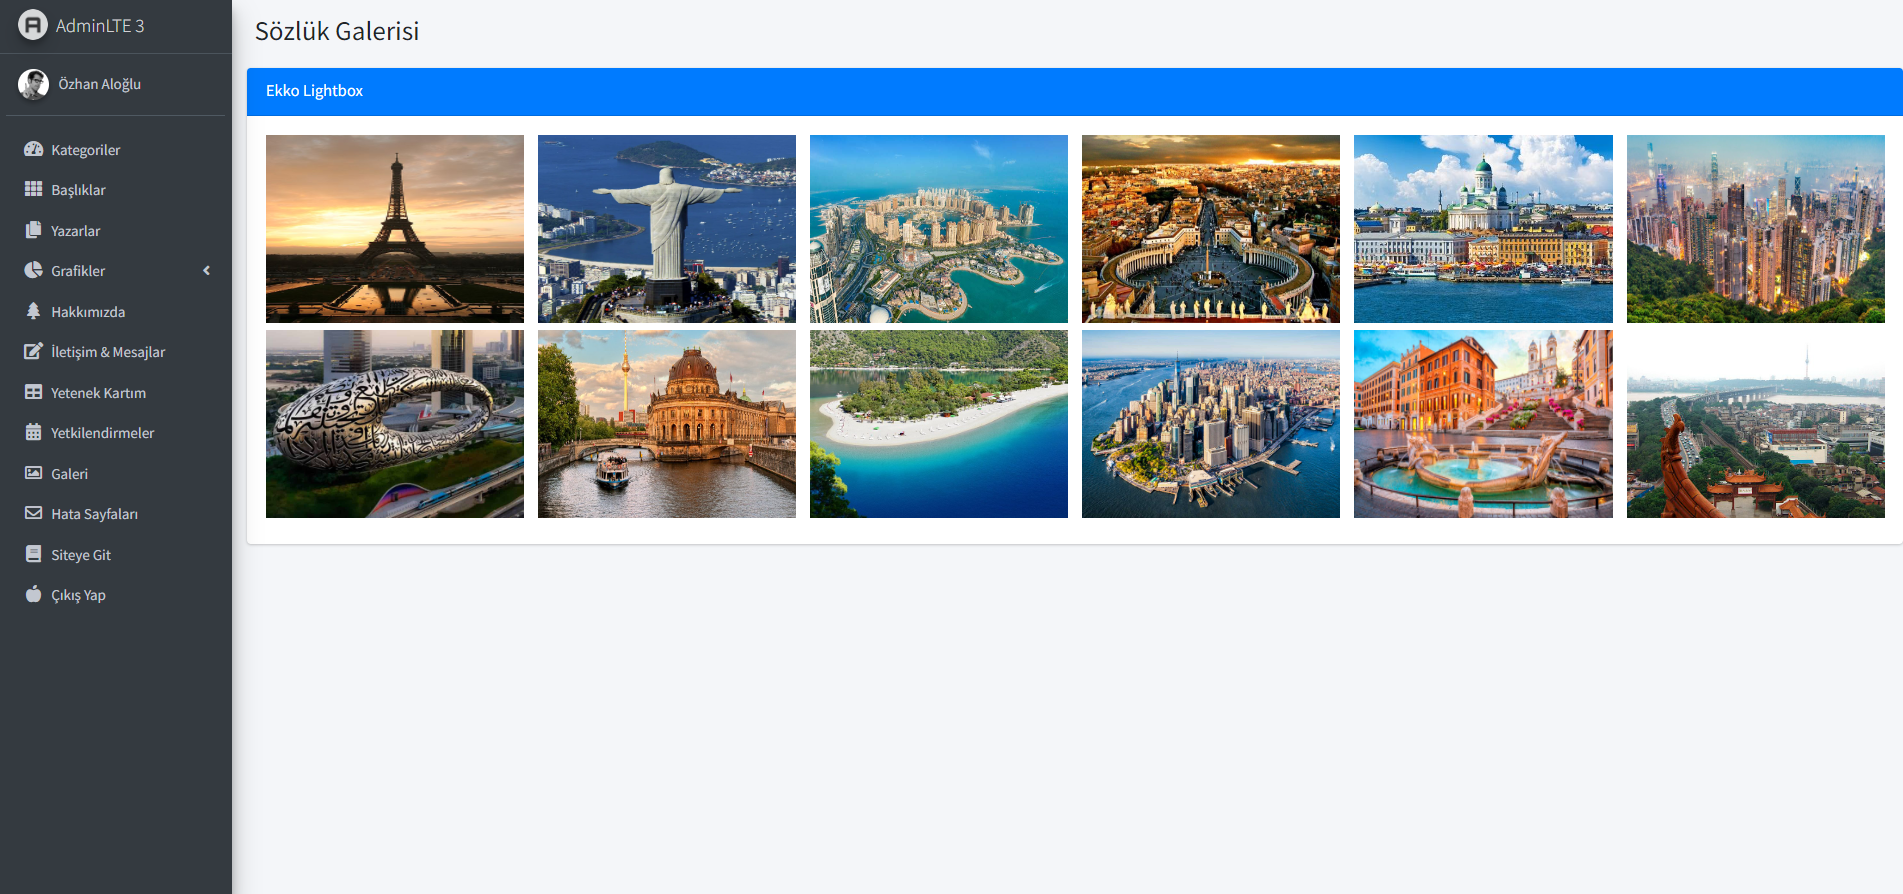 AdminLTE 3
Özhan Aloğlu
Kategoriler
Başlıklar
Yazarlar
Grafikler
Hakkımızda
İletişim & Mesajlar
Yetenek Kartım
Yetkilendirmeler
Galeri
Hata Sayfaları
Siteye Git
Çıkış Yap
Sözlük Galerisi
Ekko Lightbox